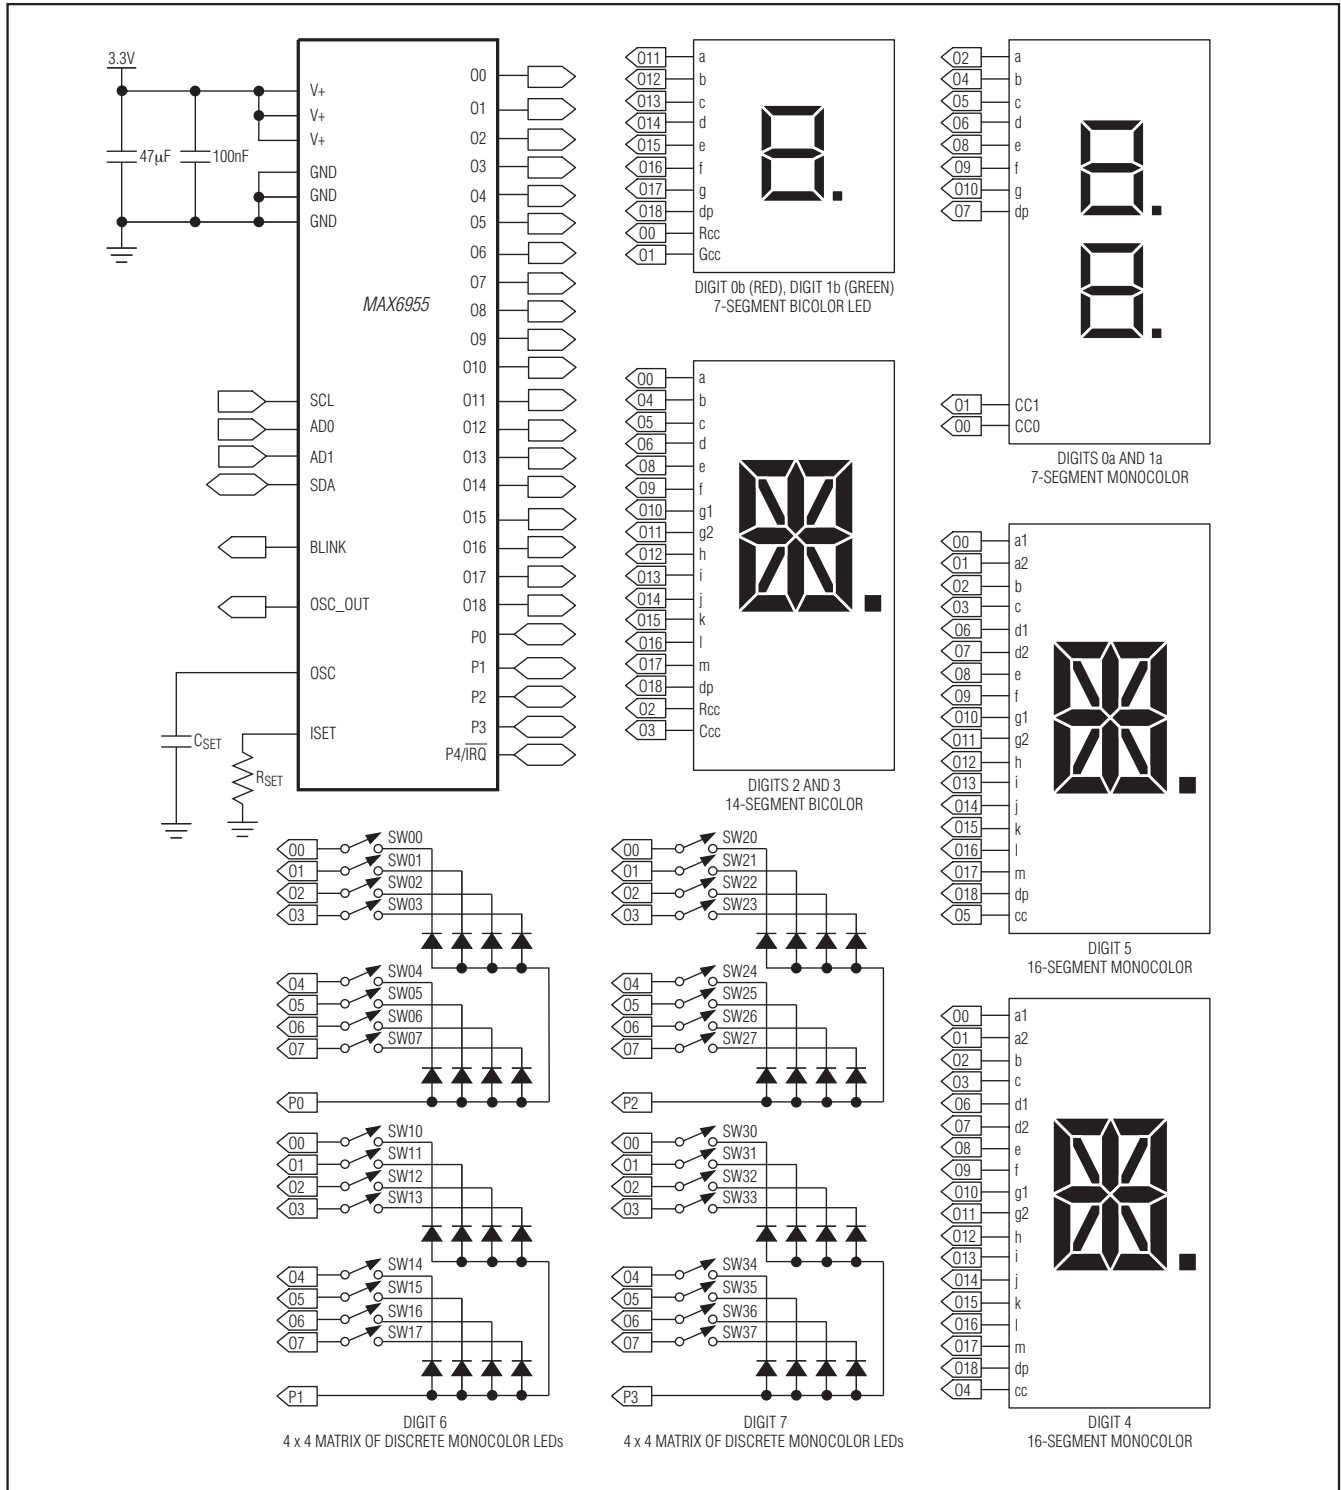 3.3V
47µF
100nF
V+
V+
V+
GND
GND
GND
MAX6955
SCL
AD0
AD1
SDA
BLINK
OSC_OUT
OSC
ISET
CSET
RSET
O0
O1
O2
O3
O4
O5
O6
O7
O8
O9
O10
O11
O12
O13
O14
O15
O16
O17
O18
P0
P1
P2
P3
P4/IRQ
O11 a
O12 b
O13 c
O14 d
O15 e
O16 f
O17 g
O18 dp
O0 Rcc
O1 Gcc
DIGIT 0b (RED), DIGIT 1b (GREEN)
7-SEGMENT BICOLOR LED
O2 a
O4 b
O5 c
O6 d
O8 e
O9 f
O10 g
O7 dp
O1 CC1
O0 CC0
DIGITS 0a AND 1a
7-SEGMENT MONOCOLOR
O0 a
O4 b
O5 c
O6 d
O8 e
O9 f
O10 g1
O11 g2
O12 h
O13 i
O14 j
O15 k
O16 l
O17 m
O18 dp
O2 Rcc
O3 Ccc
DIGITS 2 AND 3
14-SEGMENT BICOLOR
O0 a1
O1 a2
O2 b
O3 c
O6 d1
O7 d2
O8 e
O9 f
O10 g1
O11 g2
O12 h
O13 i
O14 j
O15 k
O16 l
O17 m
O18 dp
O5 cc
DIGIT 5
16-SEGMENT MONOCOLOR
O0 SW00
O1 SW01
O2 SW02
O3 SW03
O4 SW04
O5 SW05
O6 SW06
O7 SW07
P0
O0 SW10
O1 SW11
O2 SW12
O3 SW13
O4 SW14
O5 SW15
O6 SW16
O7 SW17
P1
DIGIT 6
4 x 4 MATRIX OF DISCRETE MONOCOLOR LEDs
O0 SW20
O1 SW21
O2 SW22
O3 SW23
O4 SW24
O5 SW25
O6 SW26
O7 SW27
P2
O0 SW30
O1 SW31
O2 SW32
O3 SW33
O4 SW34
O5 SW35
O6 SW36
O7 SW37
P3
DIGIT 7
4 x 4 MATRIX OF DISCRETE MONOCOLOR LEDs
O0 a1
O1 a2
O2 b
O3 c
O6 d1
O7 d2
O8 e
O9 f
O10 g1
O11 g2
O12 h
O13 i
O14 j
O15 k
O16 l
O17 m
O18 dp
O4 cc
DIGIT 4
16-SEGMENT MONOCOLOR